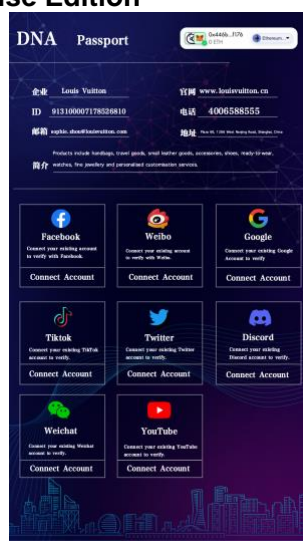 se Edition
DNA Passport
0x446b...1176
0 ETH
Ethereum...
企业 Louis Vuitton
官网 www.louisvuitton.cn
ID 913100007178526810
电话 4006588555
邮箱 sophie.shen@louisvuitton.com
地址
Products include handbags, travel goods, small leather goods, accessories, shoes, ready-to-wear,
简介 watches, fine jewellery and personalized customization services.
Facebook
Connect your existing account
to verify with Facebook.
Connect Account
Weibo
Connect your existing account
to verify with Weibo.
Connect Account
Google
Connect your existing Google
Account to verify
Connect Account
Tiktok
Connect your existing TikTok
account to verify.
Connect Account
Twitter
Connect your existing Twitter
account to verify.
Connect Account
Discord
Connect your existing
Discord account to verify.
Connect Account
Weichat
Connect your existing Weichat
account to verify.
Connect Account
YouTube
Connect your existing YouTube
account to verify.
Connect Account